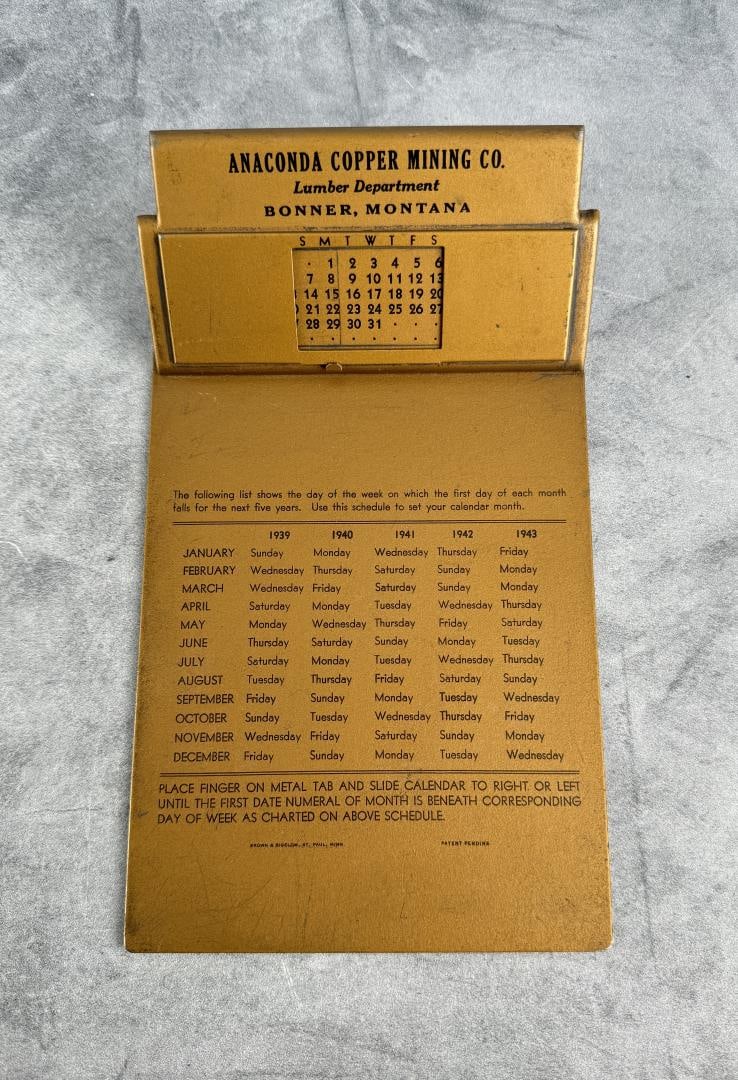 ANACONDA COPPER MINING CO.
Lumber Department
BONNER, MONTANA
S M T W T F S
1 2 3 4 5 6
7 8 9 10 11 12 13
14 15 16 17 18 19 20
21 22 23 24 25 26 27
28 29 30 31
The following list shows the day of the week on which the first day of each month
falls for the next five years. Use this schedule to set your calendar month.
1939 1940 1941 1942 1943
JANUARY Sunday Monday Wednesday Thursday Friday
FEBRUARY Wednesday Thursday Saturday Sunday Monday
MARCH Wednesday Friday Saturday Sunday Monday
APRIL Saturday Monday Tuesday Wednesday Thursday
MAY Monday Wednesday Thursday Friday Saturday
JUNE Thursday Saturday Sunday Monday Tuesday
JULY Saturday Monday Tuesday Wednesday Thursday
AUGUST Tuesday Thursday Friday Saturday Sunday
SEPTEMBER Friday Sunday Monday Tuesday Wednesday
OCTOBER Sunday Tuesday Wednesday Thursday Friday
NOVEMBER Wednesday Friday Saturday Sunday Monday
DECEMBER Friday Sunday Monday Tuesday Wednesday
PLACE FINGER ON METAL TAB AND SLIDE CALENDAR TO RIGHT OR LEFT
UNTIL THE FIRST DATE NUMERAL OF MONTH IS BENEATH CORRESPONDING
DAY OF WEEK AS CHARTED ON ABOVE SCHEDULE.
BROWN & BIGELOW, ST. PAUL, MINN. PATENT PENDING